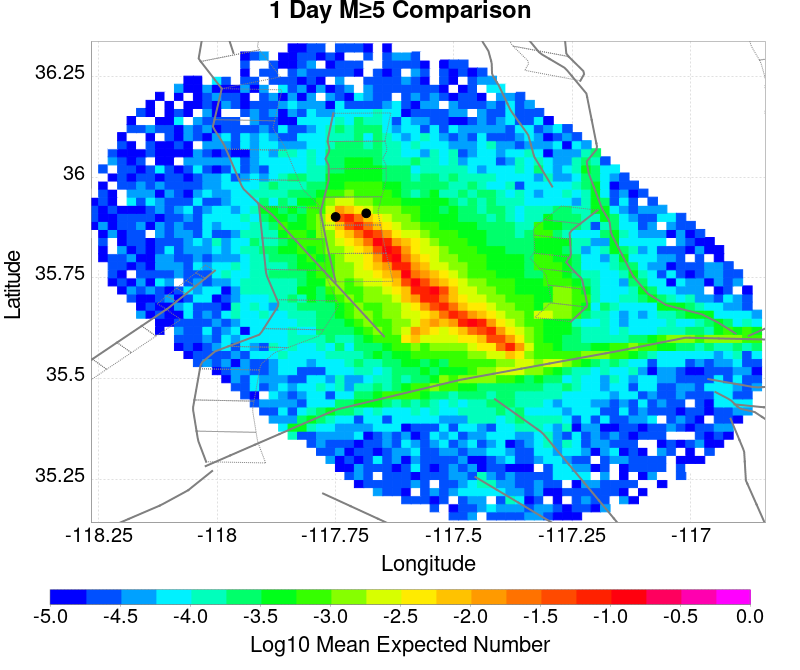 1 Day M≥5 Comparison
36.25
36
35.75
35.5
35.25
Latitude
-118.25 -118 -117.75 -117.5 -117.25 -117
Longitude
-5.0 -4.5 -4.0 -3.5 -3.0 -2.5 -2.0 -1.5 -1.0 -0.5 0.0
Log10 Mean Expected Number